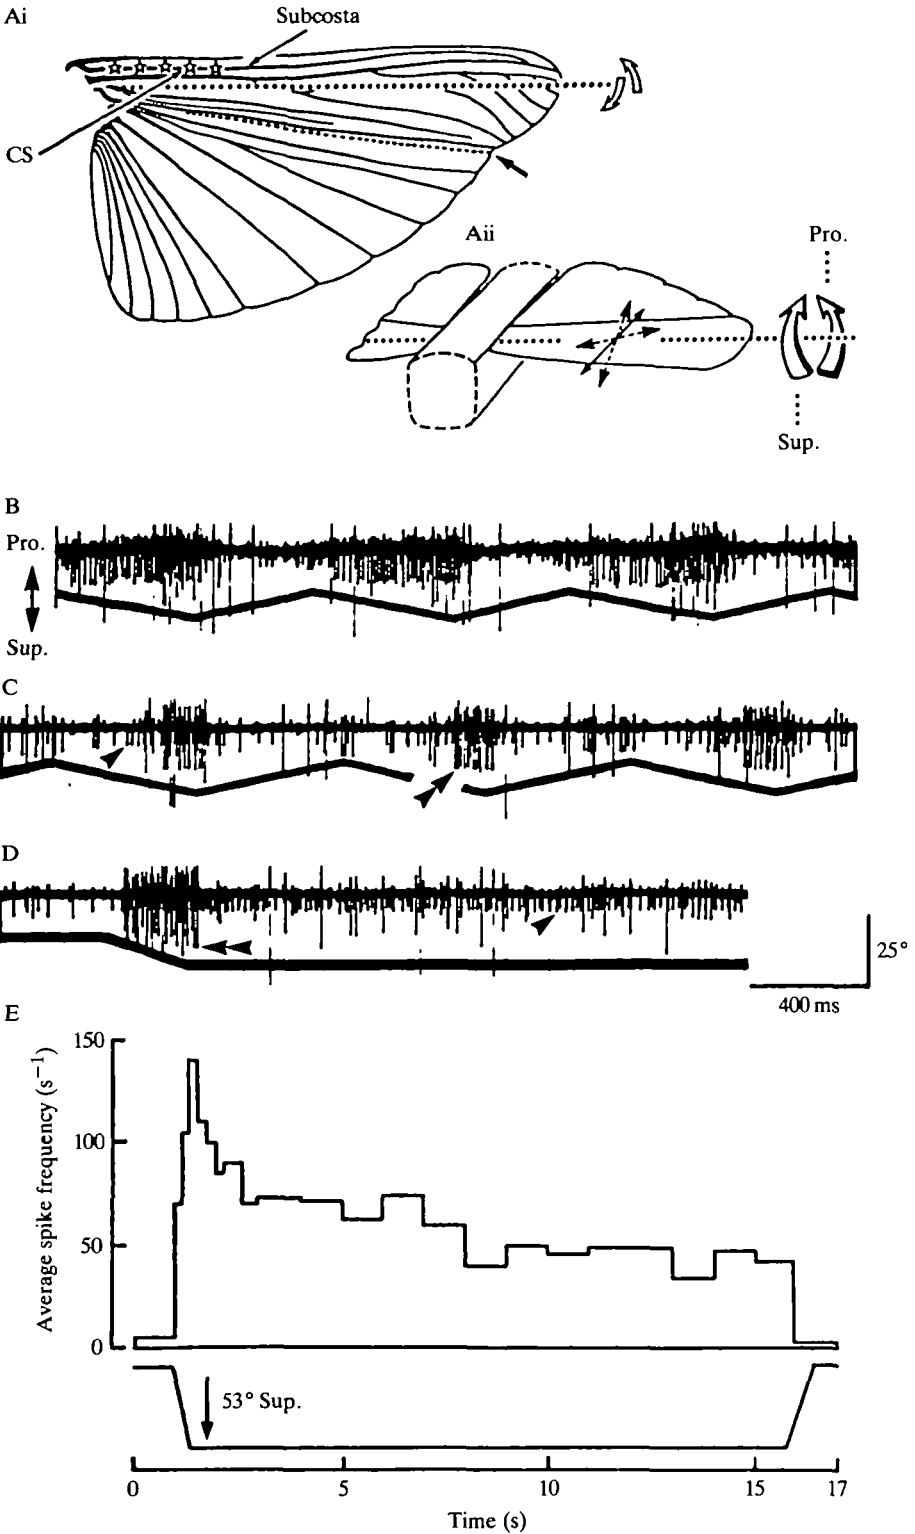 Ai
Subcosta
CS
Aii
Pro.
Sup.
B
Pro.
Sup.
C
D
25°
400 ms
E
150
100
50
0
Average spike frequency (s⁻¹)
53° Sup.
0 5 10 15 17
Time (s)